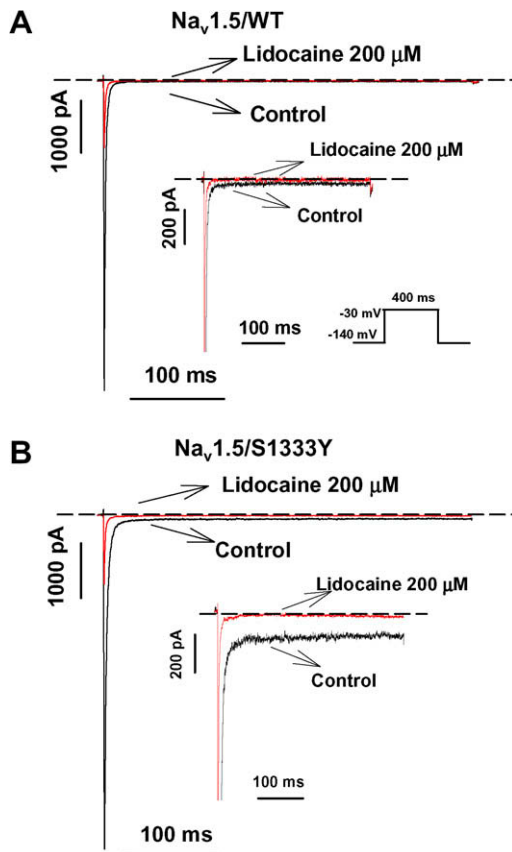 A
Nav1.5/WT
Lidocaine 200 μM
Control
1000 pA
Lidocaine 200 μM
Control
200 pA
100 ms
400 ms
-30 mV
-140 mV
100 ms
B
Nav1.5/S1333Y
Lidocaine 200 μM
Control
1000 pA
Lidocaine 200 μM
Control
200 pA
100 ms
100 ms